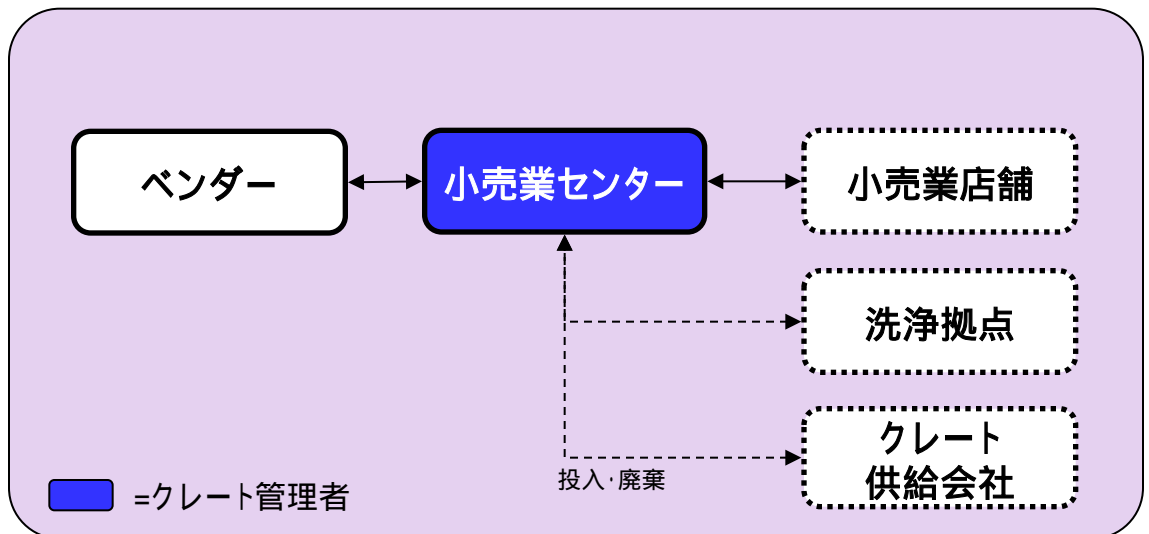 ベンダー
小売業センター
小売業店舗
洗浄拠点
クレート
供給会社
投入・廃棄
=クレート管理者